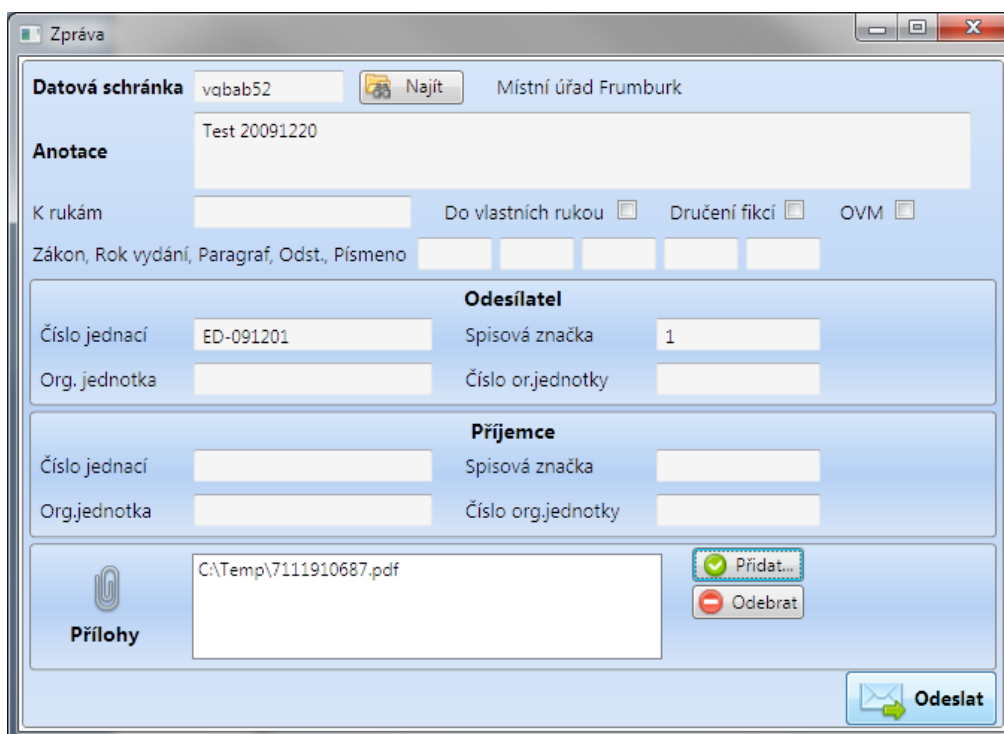 Zpráva
Datová schránka vqbab52 Najít Místní úřad Frumburk
Anotace Test 20091220
K rukám Do vlastních rukou Dručení fikcí OVM
Zákon, Rok vydání, Paragraf, Odst., Písmeno
Odesílatel
Číslo jednací ED-091201 Spisová značka 1
Org. jednotka Číslo or.jednotky
Příjemce
Číslo jednací Spisová značka
Org.jednotka Číslo org.jednotky
C:\Temp\7111910687.pdf Přidat...
Odebrat
Přílohy
Odeslat